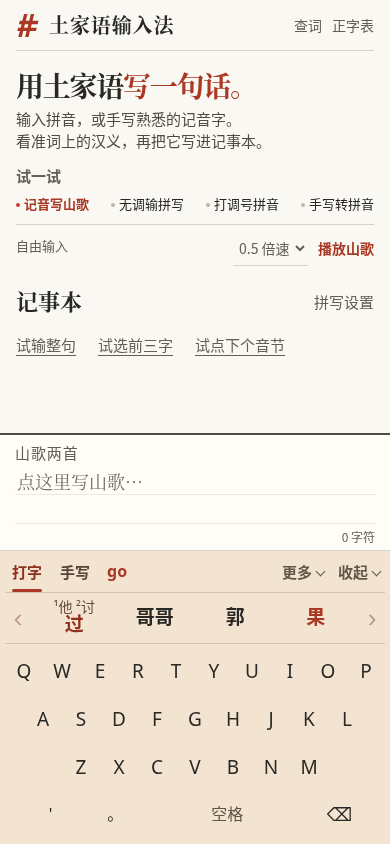 # 土家语输入法 查词 正字表
用土家语写一句话。
输入拼音，或手写熟悉的记音字。
看准词上的汉义，再把它写进记事本。
试一试
• 记音写山歌 • 无调输拼写 • 打调号拼音 • 手写转拼音
自由输入 0.5 倍速 播放山歌
记事本 拼写设置
试输整句 试选前三字 试点下个音节
山歌两首
点这里写山歌…
0 字符
打字 手写 go 更多 收起
‹ ¹他 ²讨 过 哥哥 郭 果 ›
Q W E R T Y U I O P
A S D F G H J K L
Z X C V B N M
' 。 空格 ⌫